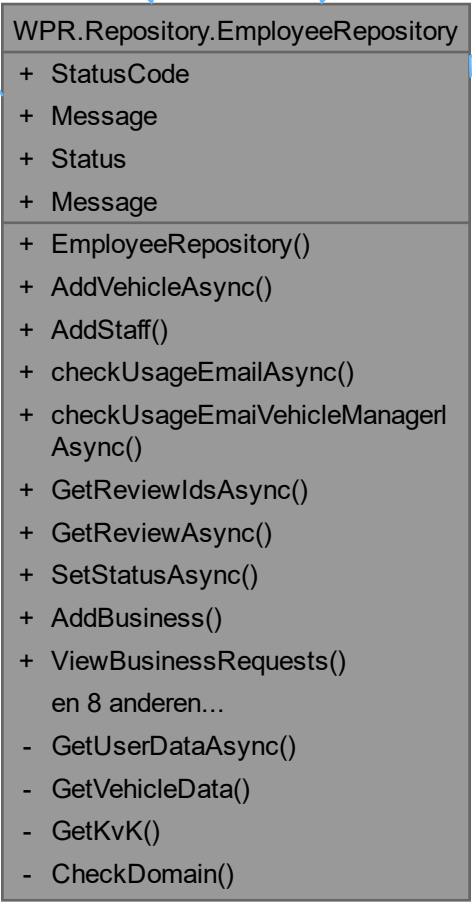 WPR.Repository.EmployeeRepository
+ StatusCode
+ Message
+ Status
+ Message
+ EmployeeRepository()
+ AddVehicleAsync()
+ AddStaff()
+ checkUsageEmailAsync()
+ checkUsageEmaiVehicleManagerl
Async()
+ GetReviewIdsAsync()
+ GetReviewAsync()
+ SetStatusAsync()
+ AddBusiness()
+ ViewBusinessRequests()
en 8 anderen...
- GetUserDataAsync()
- GetVehicleData()
- GetKvK()
- CheckDomain()